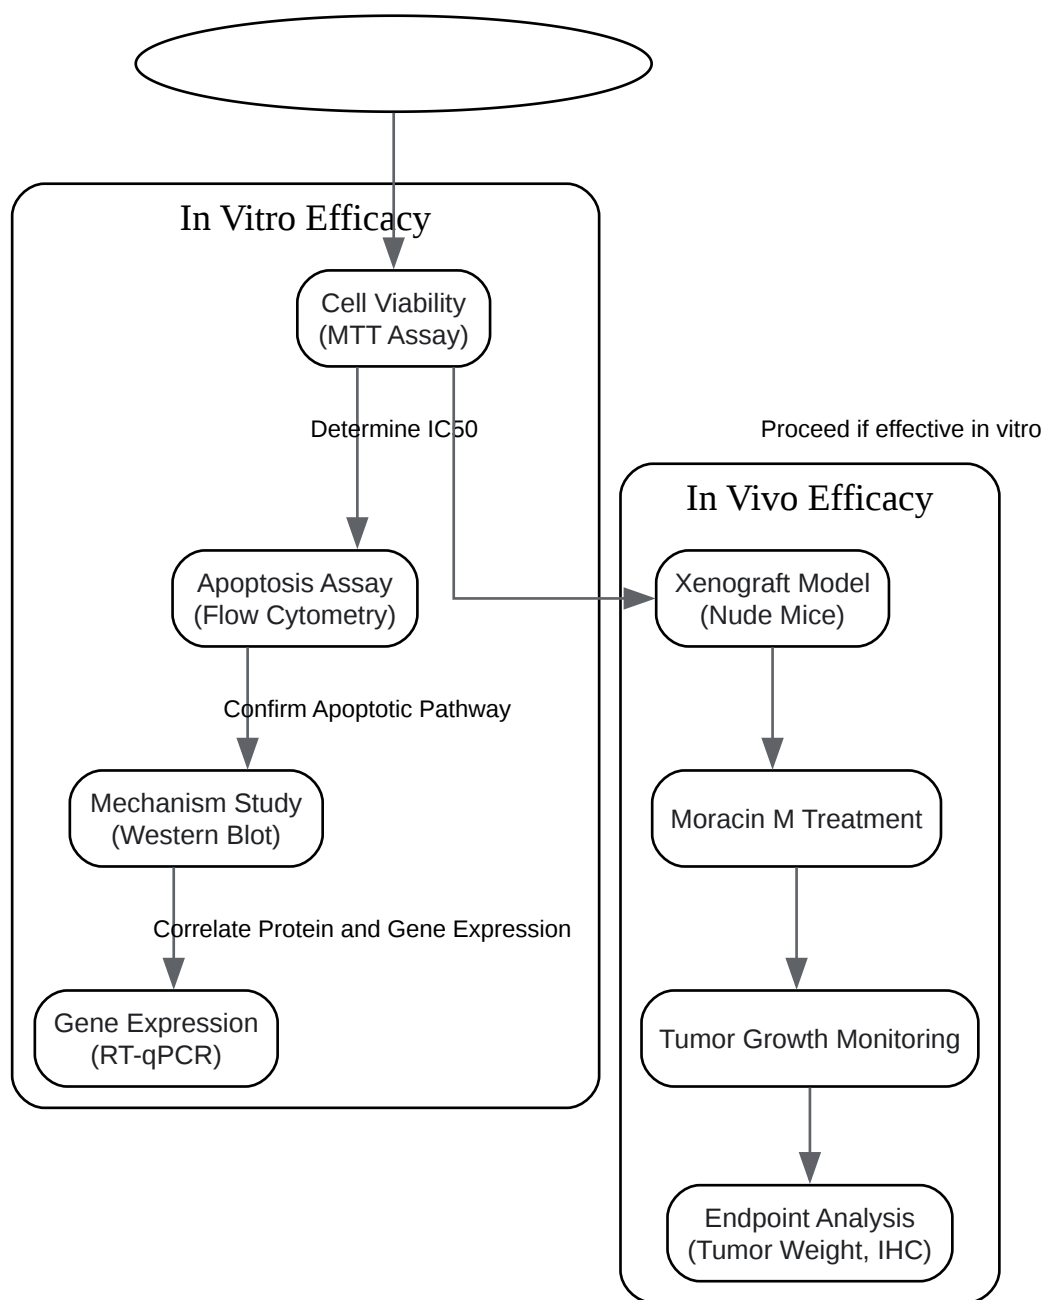 In Vitro Efficacy
Cell Viability
(MTT Assay)
Determine IC50
Proceed if effective in vitro
In Vivo Efficacy
Apoptosis Assay
(Flow Cytometry)
Xenograft Model
(Nude Mice)
Confirm Apoptotic Pathway
Mechanism Study
(Western Blot)
Moracin M Treatment
Correlate Protein and Gene Expression
Gene Expression
(RT-qPCR)
Tumor Growth Monitoring
Endpoint Analysis
(Tumor Weight, IHC)